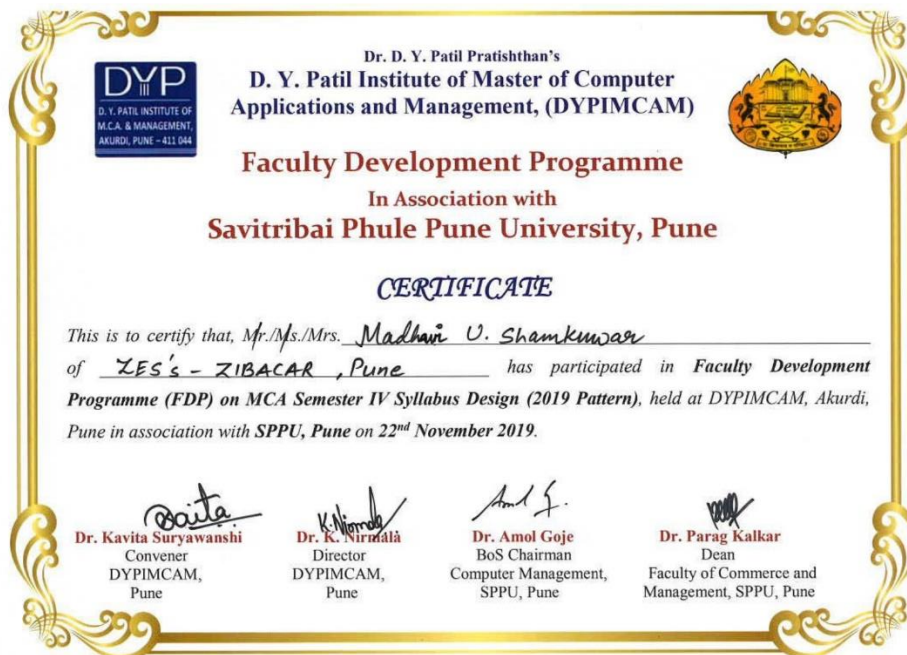 Dr. D. Y. Patil Pratishthan's
D. Y. Patil Institute of Master of Computer
Applications and Management, (DYPIMCAM)
DYP
D. Y. PATIL INSTITUTE OF
M.C.A. & MANAGEMENT,
AKURDI, PUNE – 411 044
Faculty Development Programme
In Association with
Savitribai Phule Pune University, Pune
CERTIFICATE
This is to certify that, Mr./Ms./Mrs. Madhavi U. Shamkuwar
of ZES's - ZIBACAR, Pune has participated in Faculty Development
Programme (FDP) on MCA Semester IV Syllabus Design (2019 Pattern), held at DYPIMCAM, Akurdi,
Pune in association with SPPU, Pune on 22nd November 2019.
K. Nirmala
Dr. Kavita Suryawanshi Dr. K. Nirmala Dr. Amol Goje Dr. Parag Kalkar
Convener Director BoS Chairman Dean
DYPIMCAM, DYPIMCAM, Computer Management, Faculty of Commerce and
Pune Pune SPPU, Pune Management, SPPU, Pune